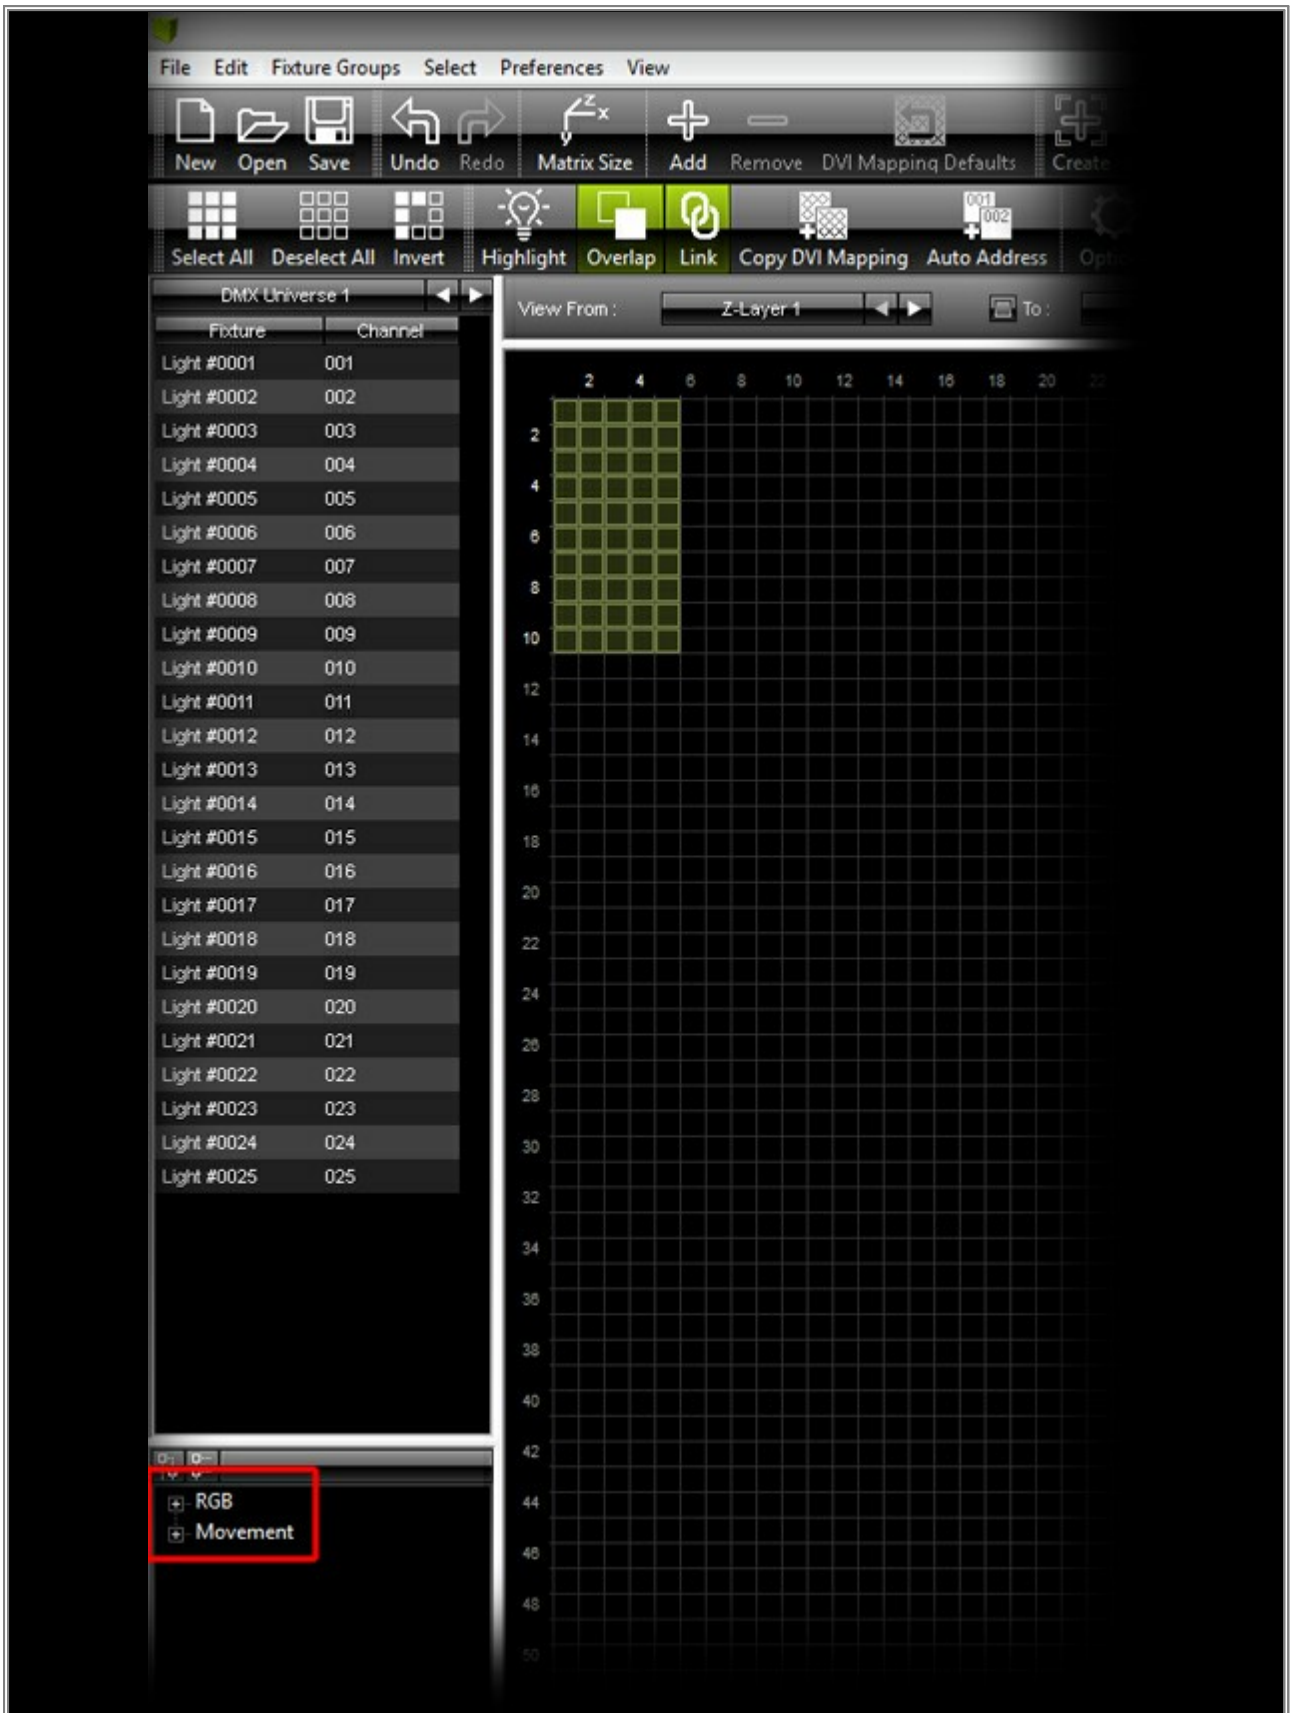 File Edit Fixture Groups Select Preferences View
New Open Save Undo Redo Matrix Size Add Remove DVI Mapping Defaults Create
001
002
Select All Deselect All Invert Highlight Overlap Link Copy DVI Mapping Auto Address
DMX Universe 1 View From : Z-Layer 1 To :
Fixture Channel
2 4 6 8 10 12 14 16 18 20 22
Light #0001 001
Light #0002 002
Light #0003 003
Light #0004 004
Light #0005 005
Light #0006 006
Light #0007 007
Light #0008 008
Light #0009 009
Light #0010 010
Light #0011 011
Light #0012 012
Light #0013 013
Light #0014 014
Light #0015 015
Light #0016 016
Light #0017 017
Light #0018 018
Light #0019 019
Light #0020 020
Light #0021 021
Light #0022 022
Light #0023 023
Light #0024 024
Light #0025 025
2
4
6
8
10
12
14
16
18
20
22
24
26
28
30
32
34
36
38
40
42
44
46
48
50
RGB
Movement